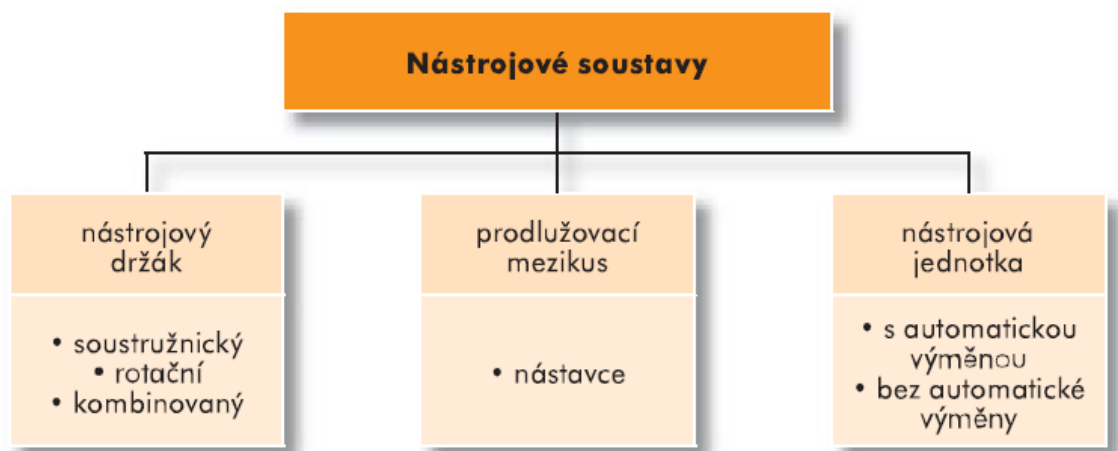 Nástrojové soustavy
nástrojový
držák
• soustružnický
• rotační
• kombinovaný
prodlužovací
mezikus
• nástavce
nástrojová
jednotka
• s automatickou
výměnou
• bez automatické
výměny